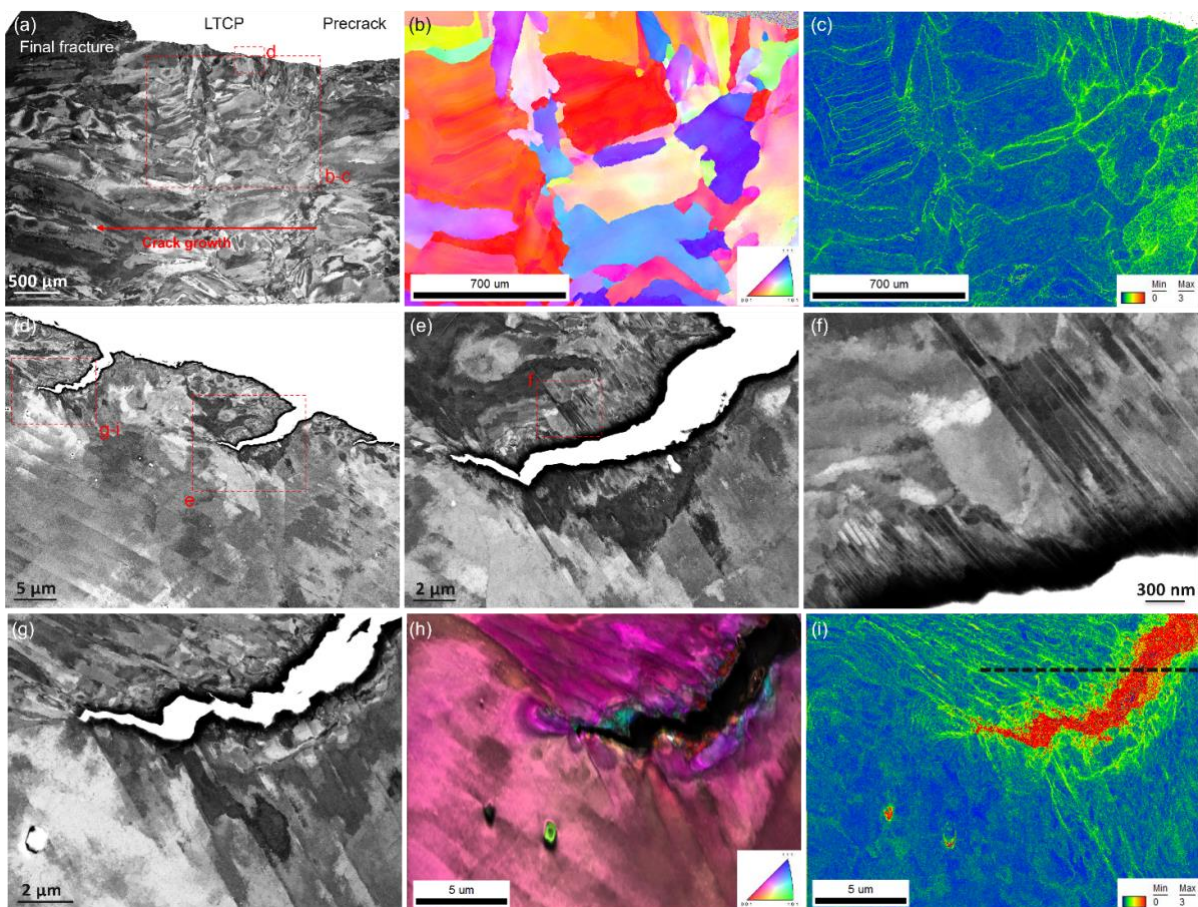 (a)
LTCP
Precrack
Final fracture
d
b-c
Crack growth
500 µm
(b)
700 um
111
001
101
(c)
700 um
Min Max
0 3
(d)
g-i
e
5 µm
(e)
f
2 µm
(f)
300 nm
(g)
2 µm
(h)
5 um
111
001
101
(i)
5 um
Min Max
0 3